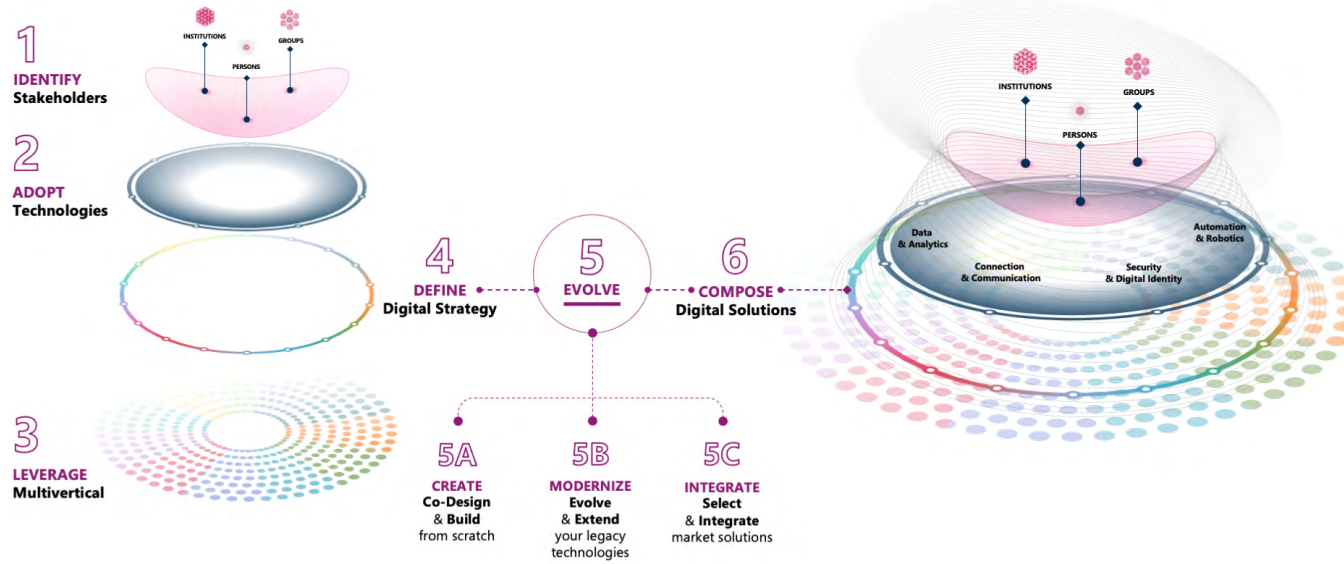 1
IDENTIFY
Stakeholders
INSTITUTIONS
PERSONS
GROUPS
2
ADOPT
Technologies
3
LEVERAGE
Multivertical
4
DEFINE
Digital Strategy
5
EVOLVE
6
COMPOSE
Digital Solutions
5A
CREATE
Co-Design
& Build
from scratch
5B
MODERNIZE
Evolve
& Extend
your legacy
technologies
5C
INTEGRATE
Select
& Integrate
market solutions
INSTITUTIONS
GROUPS
PERSONS
Data
& Analytics
Connection
& Communication
Security
& Digital Identity
Automation
& Robotics